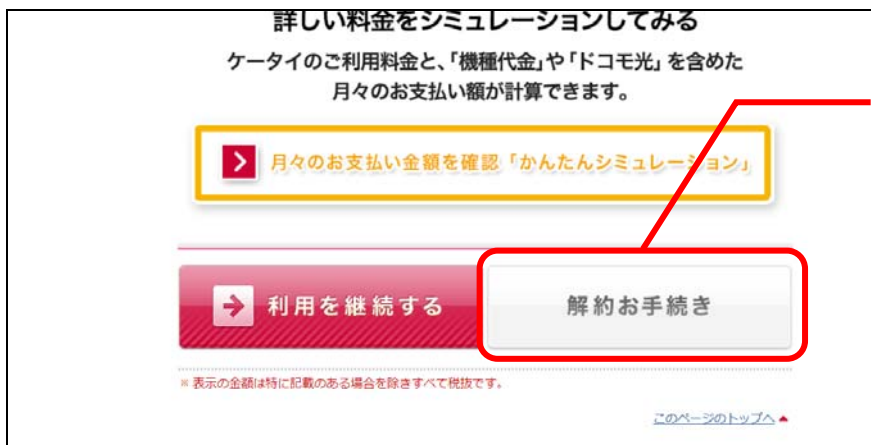 詳しい料金をシミュレーションしてみる
ケータイのご利用料金と、「機種代金」や「ドコモ光」を含めた
月々のお支払い額が計算できます。
月々のお支払い金額を確認「かんたんシミュレーション」
利用を継続する
解約お手続き
※表示の金額は特に記載のある場合を除きすべて税抜です。
このページのトップへ